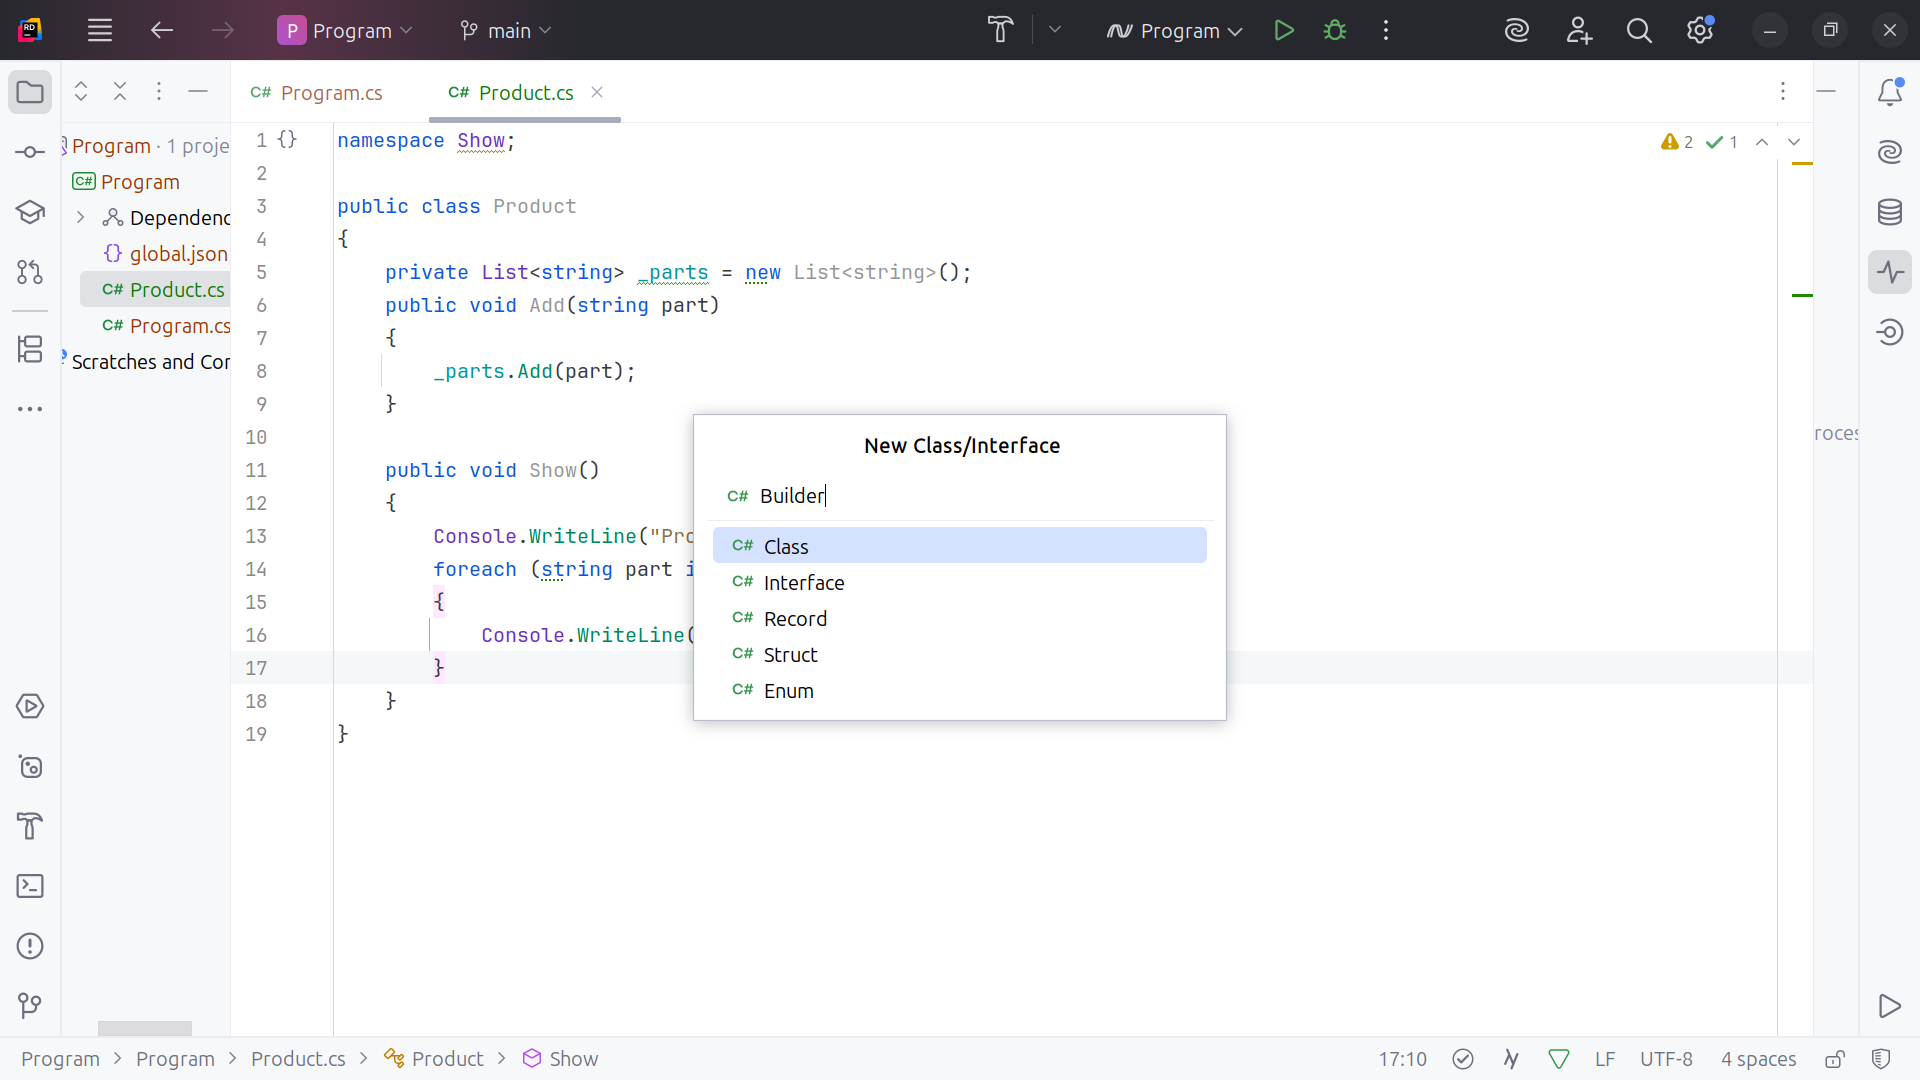 RD
P Program
main
Program
Program · 1 proje
Program
Dependenc
global.json
C# Product.cs
C# Program.cs
Scratches and Cor
C# Program.cs
C# Product.cs
2
1
1 {} namespace Show;
2
3 public class Product
4 {
5 private List<string> _parts = new List<string>();
6 public void Add(string part)
7 {
8 _parts.Add(part);
9 }
10
11 public void Show()
12 {
13 Console.WriteLine("Pro
14 foreach (string part i
15 {
16 Console.WriteLine(
17 }
18 }
19 }
New Class/Interface
C# Builder
C# Class
C# Interface
C# Record
C# Struct
C# Enum
roces
Program > Program > Product.cs > Product > Show
17:10
LF
UTF-8
4 spaces